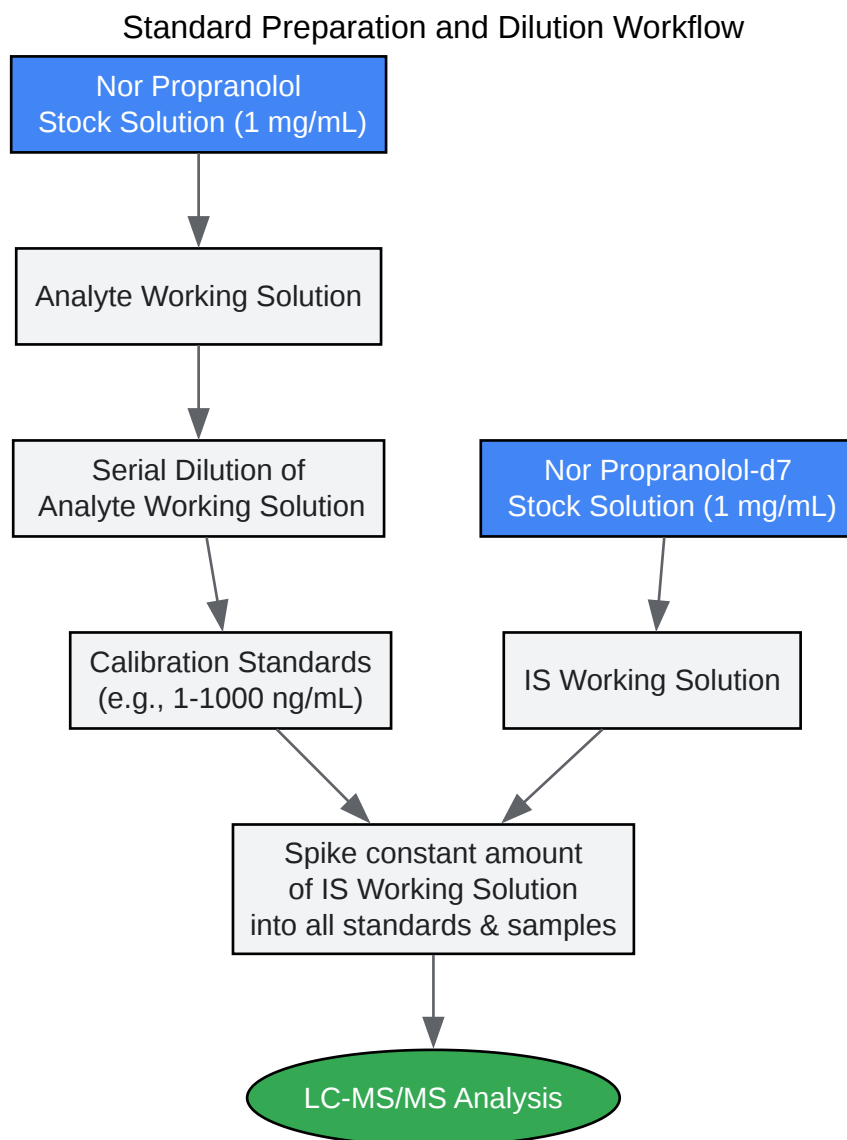 Standard Preparation and Dilution Workflow
Nor Propranolol
Stock Solution (1 mg/mL)
Analyte Working Solution
Serial Dilution of
Analyte Working Solution
Nor Propranolol-d7
Stock Solution (1 mg/mL)
Calibration Standards
(e.g., 1-1000 ng/mL)
IS Working Solution
Spike constant amount
of IS Working Solution
into all standards & samples
LC-MS/MS Analysis